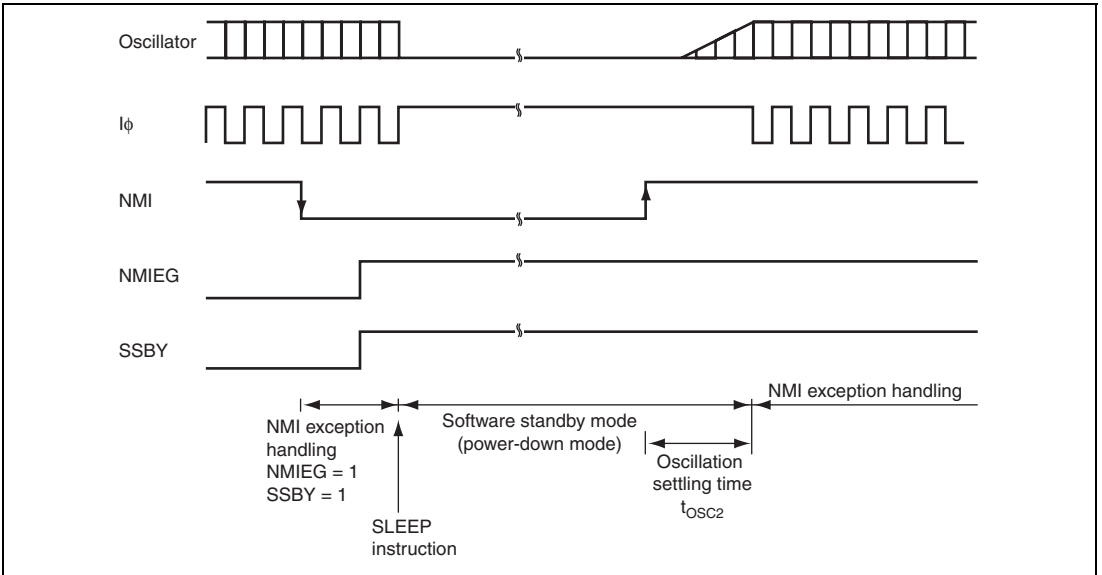 Oscillator
Iϕ
NMI
NMIEG
SSBY
NMI exception handling
NMI exception
handling
NMIEG = 1
SSBY = 1
Software standby mode
(power-down mode)
Oscillation
settling time
tOSC2
SLEEP
instruction